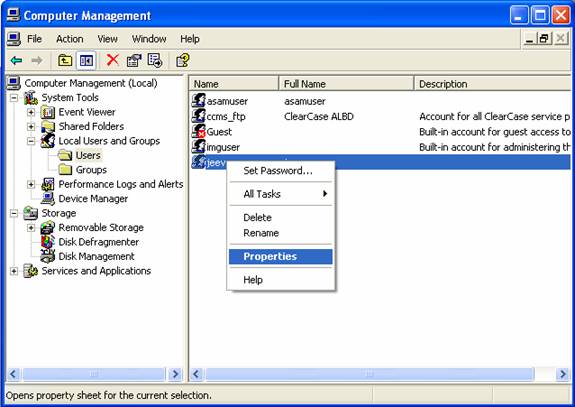 Computer Management
File Action View Window Help
Computer Management (Local)
System Tools
Event Viewer
Shared Folders
Local Users and Groups
Users
Groups
Performance Logs and Alerts
Device Manager
Storage
Removable Storage
Disk Defragmenter
Disk Management
Services and Applications
Name Full Name Description
asamuser asamuser
ccms_ftp ClearCase ALBD Account for all ClearCase service p
Guest Built-in account for guest access to
imguser Built-in account for administering th
Set Password...
All Tasks
Delete
Rename
Properties
Help
Opens property sheet for the current selection.